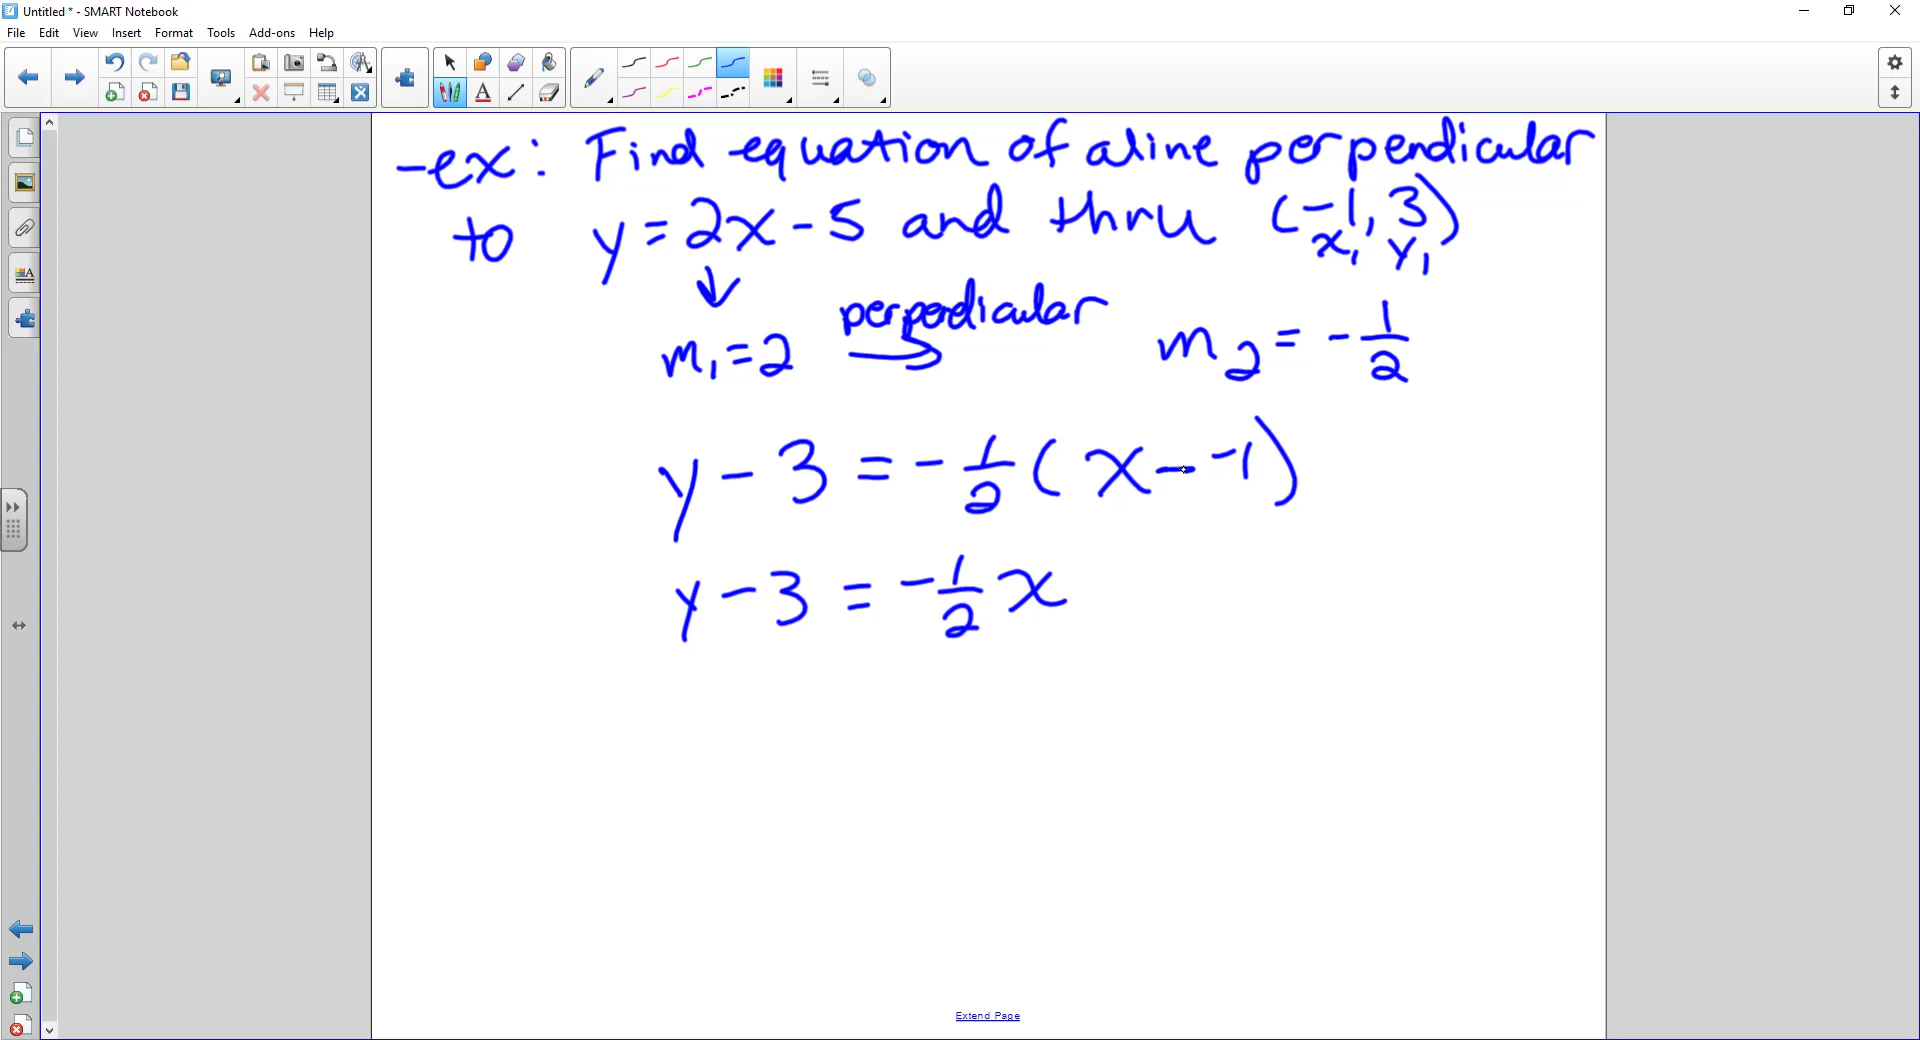 Untitled * - SMART Notebook
File Edit View Insert Format Tools Add-ons Help
-ex: Find equation of a line perpendicular
to y = 2x - 5 and thru (-1, 3)
x₁ y₁
perpendicular
m₁ = 2 m₂ = -1/2
y - 3 = -1/2 ( x - -1)
y - 3 = -1/2 x
Extend Page